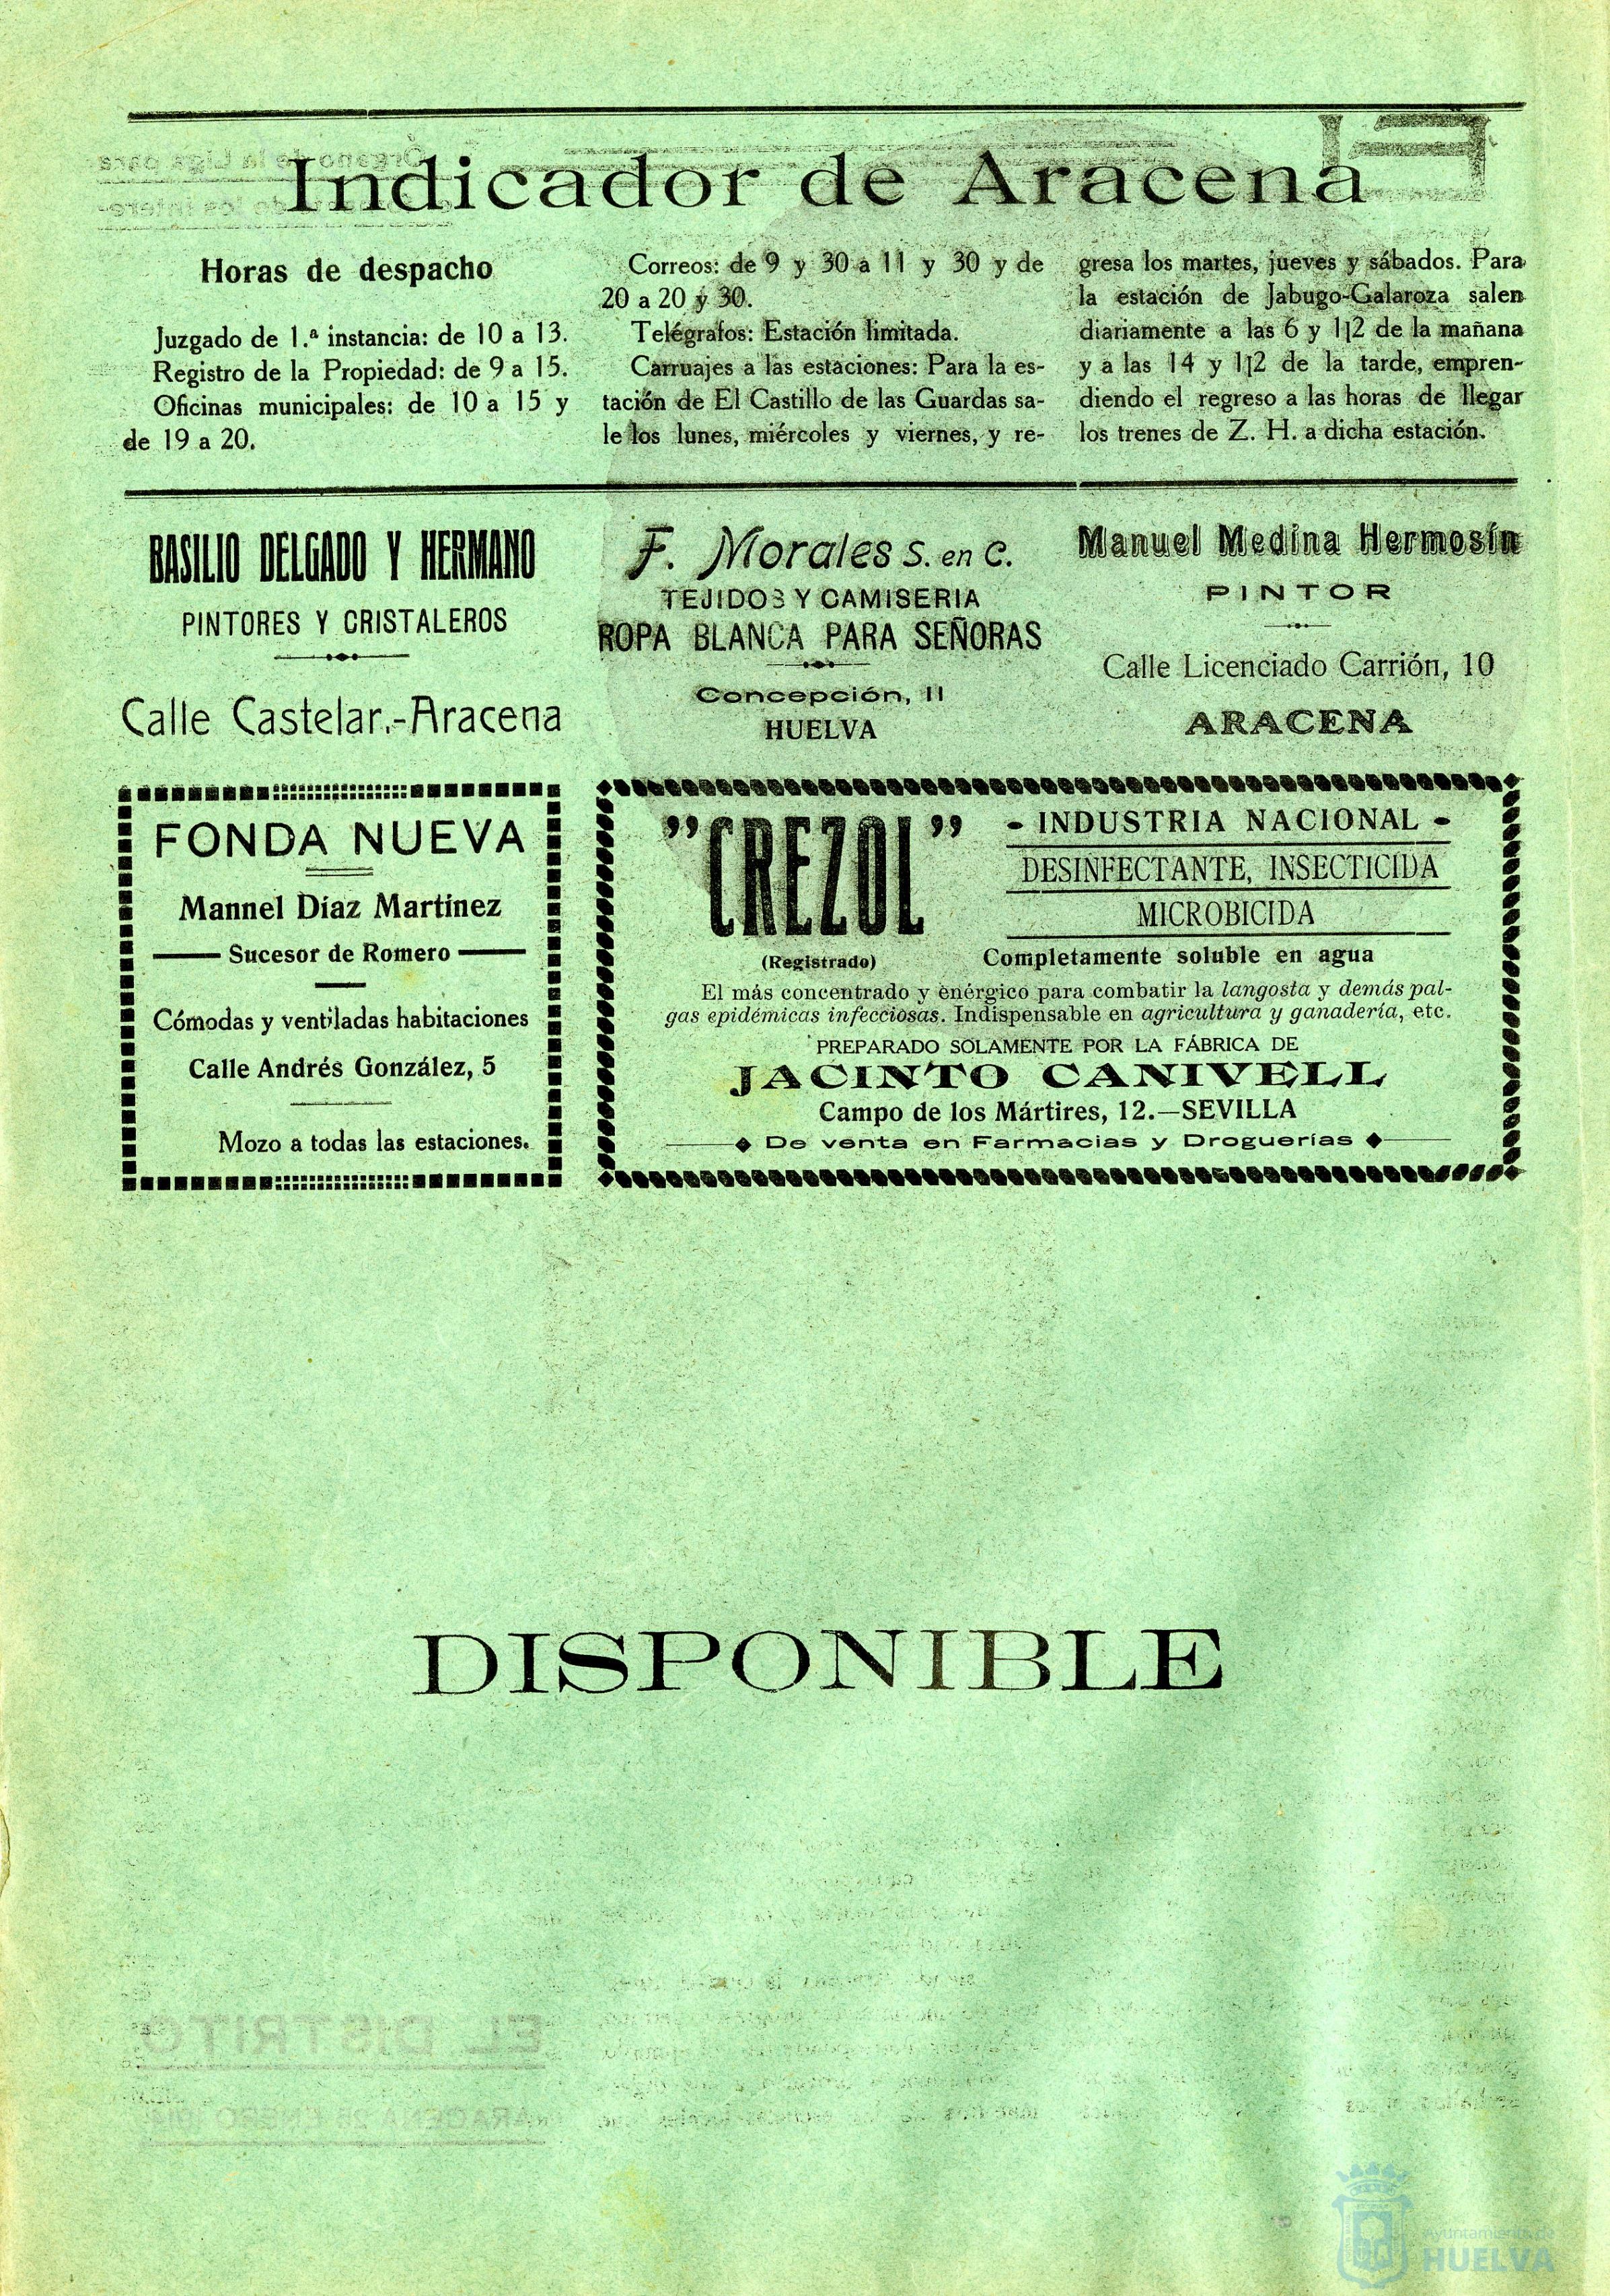 Indicador de Aracena
Horas de despacho
Juzgado de 1.ª instancia: de 10 a 13.
Registro de la Propiedad: de 9 a 15.
Oficinas municipales: de 10 a 15 y
de 19 a 20.
Correos: de 9 y 30 a 11 y 30 y de
20 a 20 y 30.
Telégrafos: Estación limitada.
Carruajes a las estaciones: Para la es-
tación de El Castillo de las Guardas sa-
le los lunes, miércoles y viernes, y re-
gresa los martes, jueves y sábados. Para
la estación de Jabugo-Galaroza salen
diariamente a las 6 y 1|2 de la mañana
y a las 14 y 1|2 de la tarde, empren-
diendo el regreso a las horas de llegar
los trenes de Z. H. a dicha estación.
BASILIO DELGADO Y HERMANO
PINTORES Y CRISTALEROS
Calle Castelar.-Aracena
F. Morales S. en C.
TEJIDOS Y CAMISERIA
ROPA BLANCA PARA SEÑORAS
Concepción, 11
HUELVA
Manuel Medina Hermosín
PINTOR
Calle Licenciado Carrión, 10
ARACENA
FONDA NUEVA
Mannel Díaz Martínez
Sucesor de Romero
Cómodas y ventiladas habitaciones
Calle Andrés González, 5
Mozo a todas las estaciones.
"CREZOL"
(Registrado)
- INDUSTRIA NACIONAL -
DESINFECTANTE, INSECTICIDA
MICROBICIDA
Completamente soluble en agua
El más concentrado y enérgico para combatir la langosta y demás pal-
gas epidémicas infecciosas. Indispensable en agricultura y ganadería, etc.
PREPARADO SOLAMENTE POR LA FÁBRICA DE
JACINTO CANIVELL
Campo de los Mártires, 12.—SEVILLA
De venta en Farmacias y Droguerías
DISPONIBLE
Ayuntamiento de
HUELVA